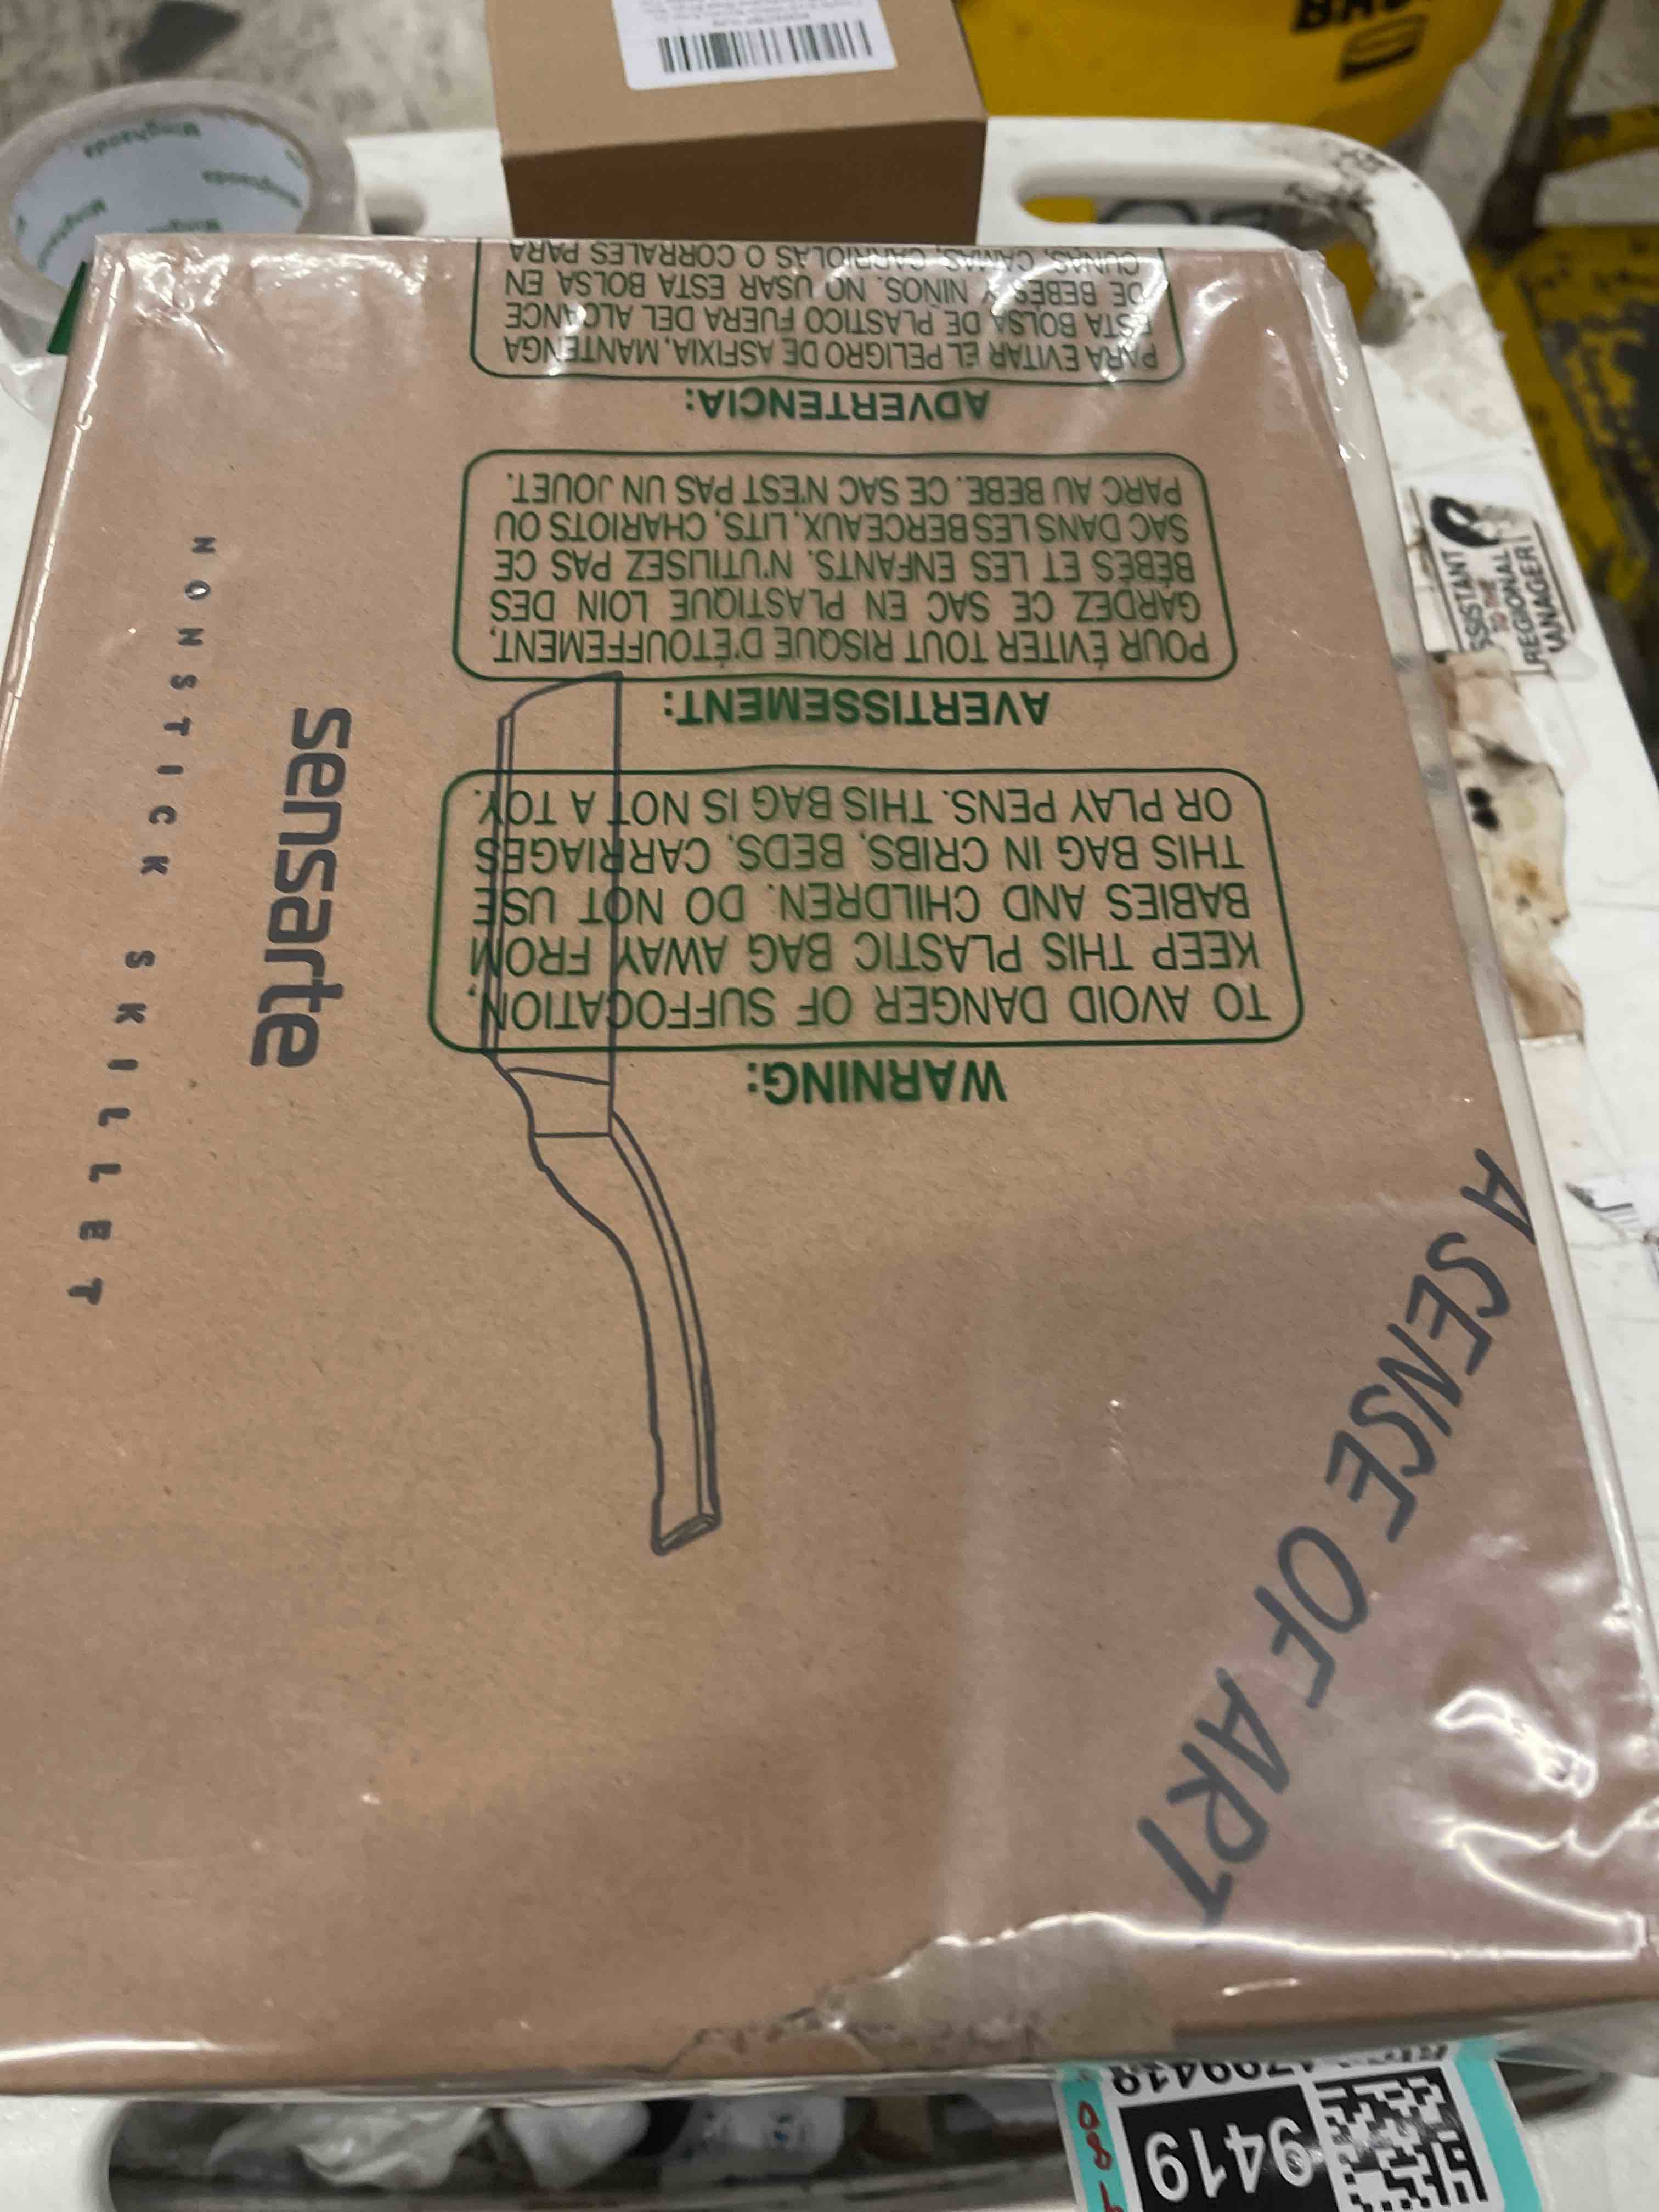 WARNING:
TO AVOID DANGER OF SUFFOCATION,
KEEP THIS PLASTIC BAG AWAY FROM
BABIES AND CHILDREN. DO NOT USE
THIS BAG IN CRIBS, BEDS, CARRIAGES
OR PLAY PENS. THIS BAG IS NOT A TOY.
AVERTISSEMENT:
POUR ÉVITER TOUT RISQUE D'ÉTOUFFEMENT,
GARDEZ CE SAC EN PLASTIQUE LOIN DES
BÉBÉS ET LES ENFANTS. N'UTILISEZ PAS CE
SAC DANS LES BERCEAUX, LITS, CHARIOTS OU
PARC AU BEBE. CE SAC N'EST PAS UN JOUET.
ADVERTENCIA:
PARA EVITAR EL PELIGRO DE ASFIXIA, MANTENGA
ESTA BOLSA DE PLASTICO FUERA DEL ALCANCE
DE BEBES Y NINOS. NO USAR ESTA BOLSA EN
CUNAS, CAMAS, CARRIOLAS O CORRALES PARA
sensarte
NONSTICK SKILLET
A SENSE OF ART
ASSISTANT
TO THE
REGIONAL
MANAGER
9419